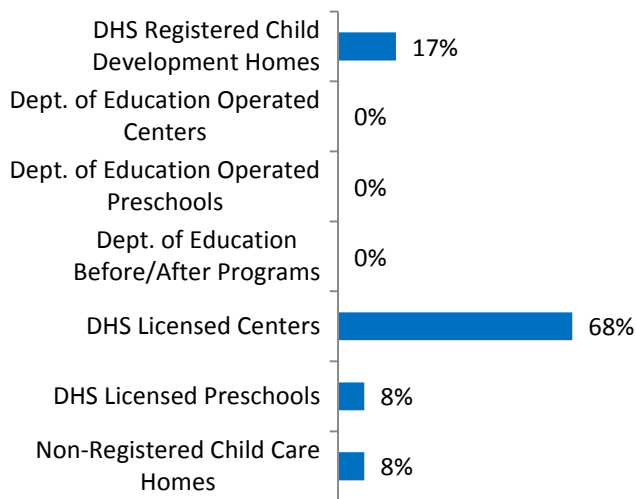 DHS Registered Child
Development Homes
17%
Dept. of Education Operated
Centers
0%
Dept. of Education Operated
Preschools
0%
Dept. of Education
Before/After Programs
0%
DHS Licensed Centers
68%
DHS Licensed Preschools
8%
Non-Registered Child Care
Homes
8%